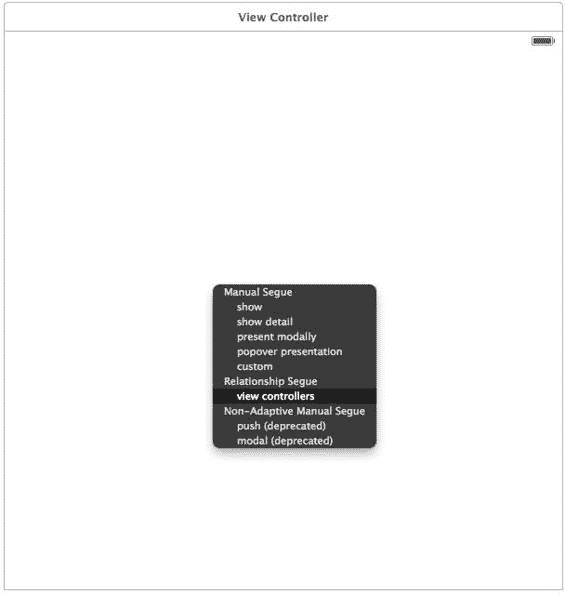 View Controller
Manual Segue
show
show detail
present modally
popover presentation
custom
Relationship Segue
view controllers
Non-Adaptive Manual Segue
push (deprecated)
modal (deprecated)